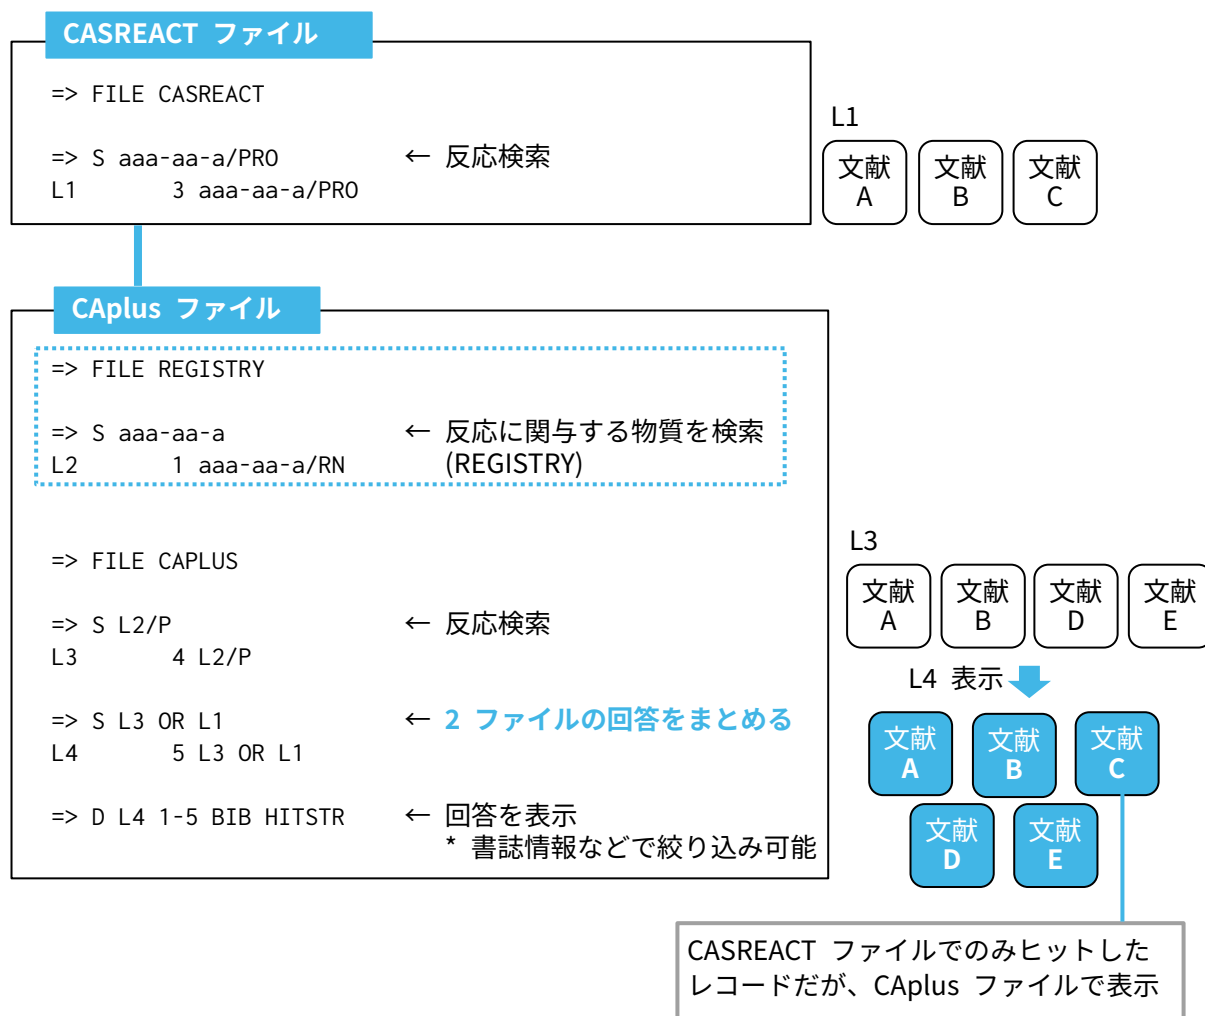 CASREACT ファイル
=> FILE CASREACT
=> S aaa-aa-a/PRO ← 反応検索
L1 3 aaa-aa-a/PRO
L1
文献
A
文献
B
文献
C
CAplus ファイル
=> FILE REGISTRY
=> S aaa-aa-a ← 反応に関与する物質を検索
L2 1 aaa-aa-a/RN (REGISTRY)
=> FILE CAPLUS
=> S L2/P ← 反応検索
L3 4 L2/P
=> S L3 OR L1 ← 2 ファイルの回答をまとめる
L4 5 L3 OR L1
=> D L4 1-5 BIB HITSTR ← 回答を表示
* 書誌情報などで絞り込み可能
L3
文献
A
文献
B
文献
D
文献
E
L4 表示
文献
A
文献
B
文献
C
文献
D
文献
E
CASREACT ファイルでのみヒットした
レコードだが、CAplus ファイルで表示